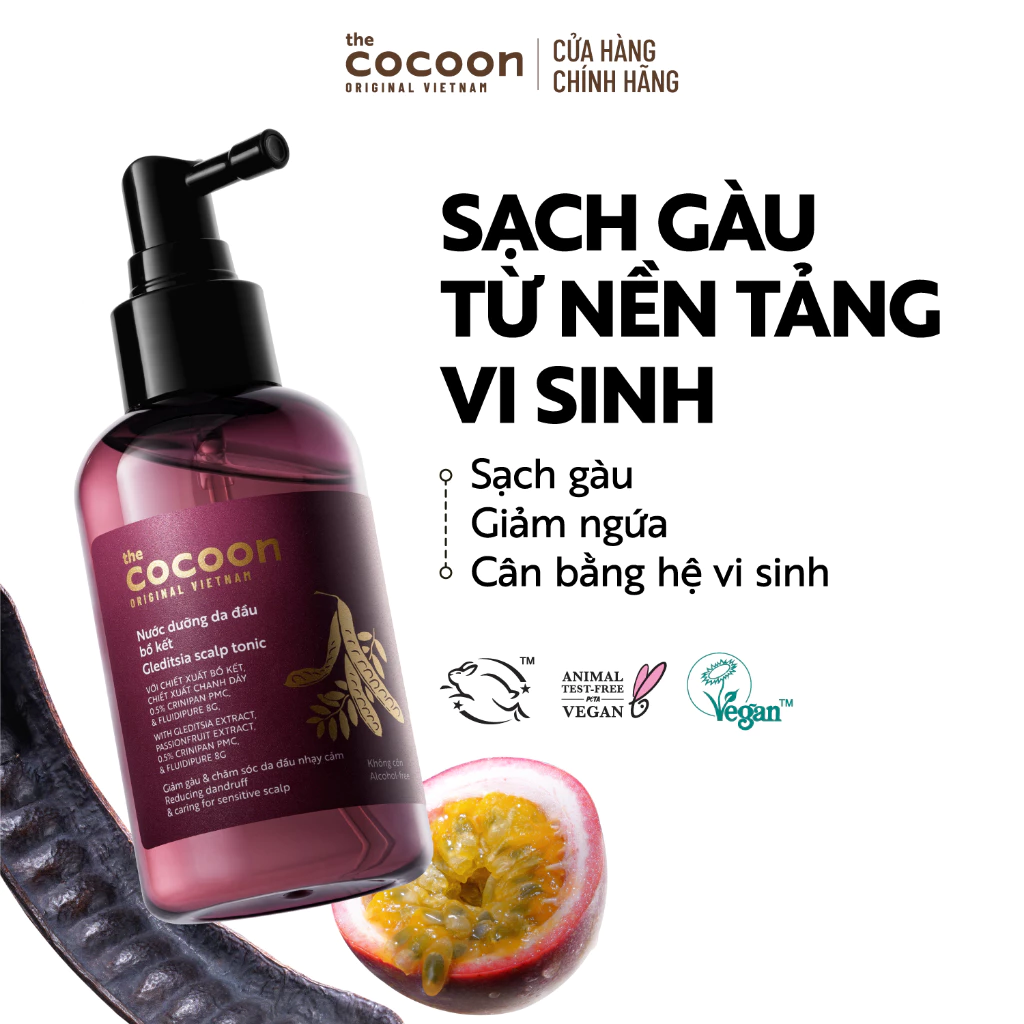 the
cocoon
ORIGINAL VIETNAM
CỬA HÀNG
CHÍNH HÃNG
SẠCH GÀU
TỪ NỀN TẢNG
VI SINH
Sạch gàu
Giảm ngứa
Cân bằng hệ vi sinh
TM
ANIMAL
TEST-FREE
PETA
VEGAN
Vegan™
the
cocoon
ORIGINAL VIETNAM
Nước dưỡng da đầu
bồ kết
Gleditsia scalp tonic
VỚI CHIẾT XUẤT BỒ KẾT,
CHIẾT XUẤT CHANH DÂY
0.5% CRINIPAN PMC,
& FLUIDIPURE 8G,
WITH GLEDITSIA EXTRACT,
PASSIONFRUIT EXTRACT,
0.5% CRINIPAN PMC,
& FLUIDIPURE 8G
Giảm gàu & chăm sóc da đầu nhạy cảm
Reducing dandruff
& caring for sensitive scalp
Không cồn
Alcohol-free